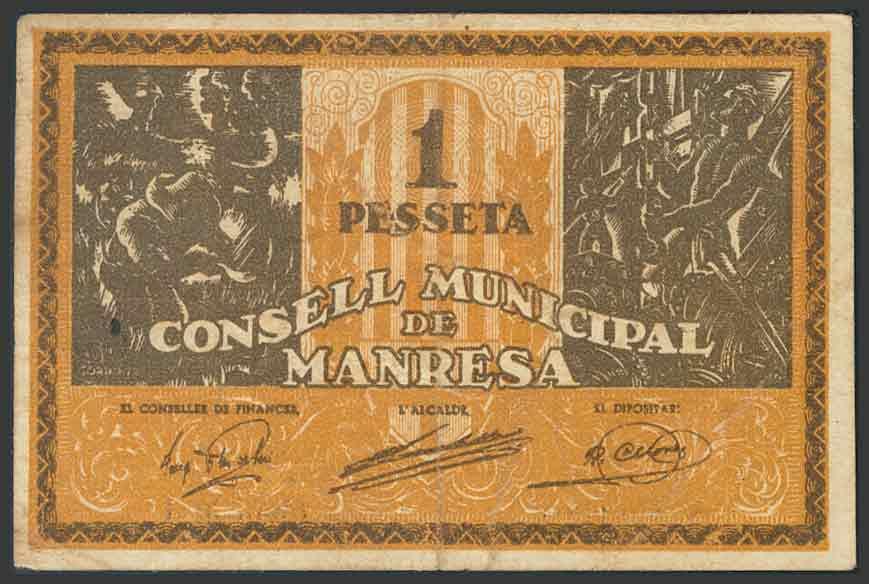 1
PESSETA
CONSELL MUNICIPAL
DE
MANRESA
EL CONSELLER DE FINANCES, L'ALCALDE, EL DIPOSITARI